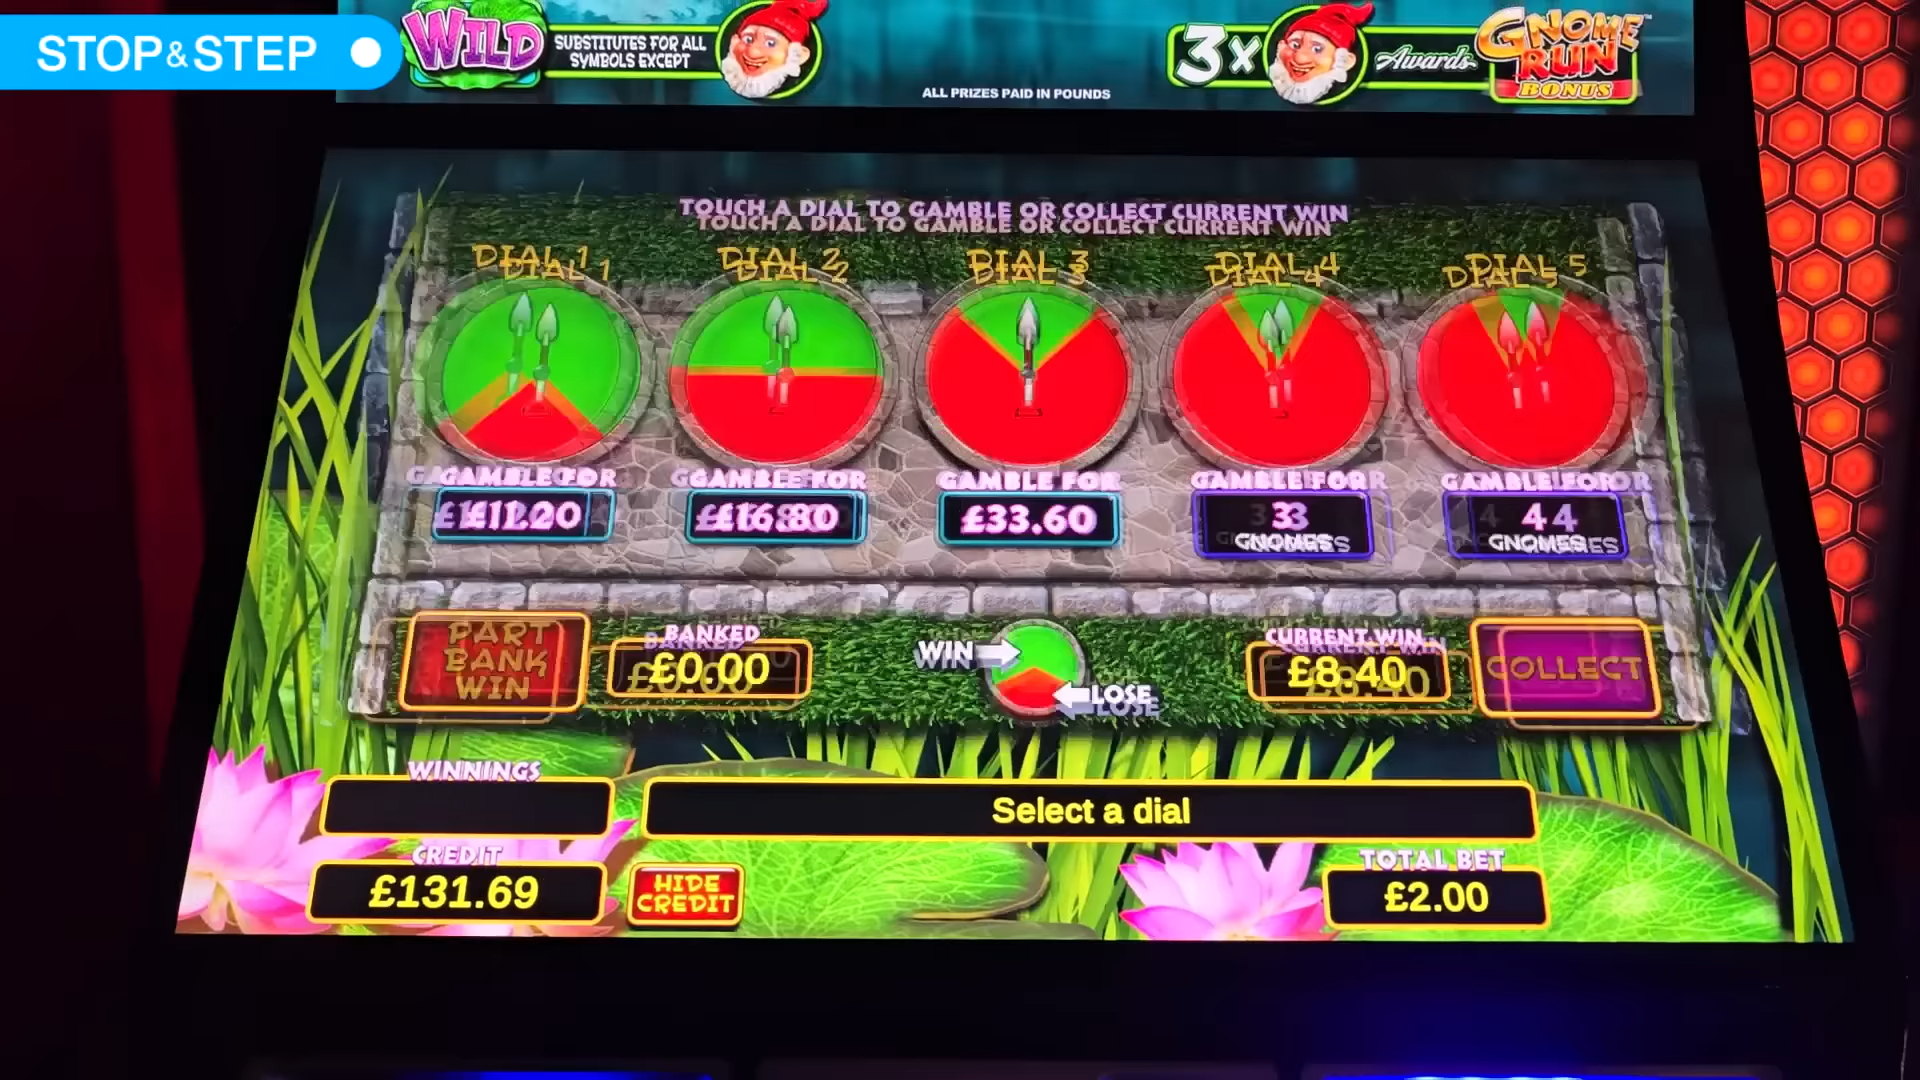 STOP&STEP
WILD
SUBSTITUTES FOR ALL
SYMBOLS EXCEPT
3x
Awards
GNOME
RUN
BONUS
ALL PRIZES PAID IN POUNDS
TOUCH A DIAL TO GAMBLE OR COLLECT CURRENT WIN
DIAL 1
DIAL 2
DIAL 3
DIAL 4
DIAL 5
GAMBLE FOR
£11.20
GAMBLE FOR
£16.80
GAMBLE FOR
£33.60
GAMBLE FOR
3
GNOMES
GAMBLE FOR
4
GNOMES
PART
BANK
WIN
BANKED
£0.00
WIN
LOSE
CURRENT WIN
£8.40
COLLECT
WINNINGS
Select a dial
CREDIT
£131.69
HIDE
CREDIT
TOTAL BET
£2.00